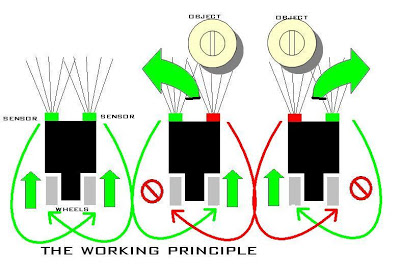 OBJECT
OBJECT
SENSOR
SENSOR
WHEELS
THE WORKING PRINCIPLE